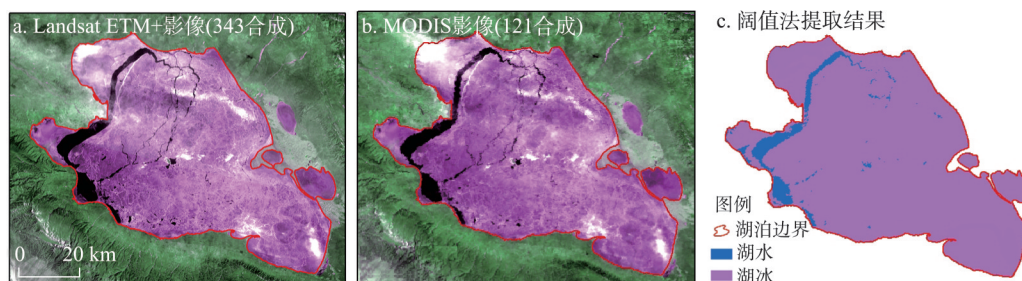 a. Landsat ETM+影像(343合成)
b. MODIS影像(121合成)
c. 阈值法提取结果
0 20 km
图例
湖泊边界
湖水
湖冰